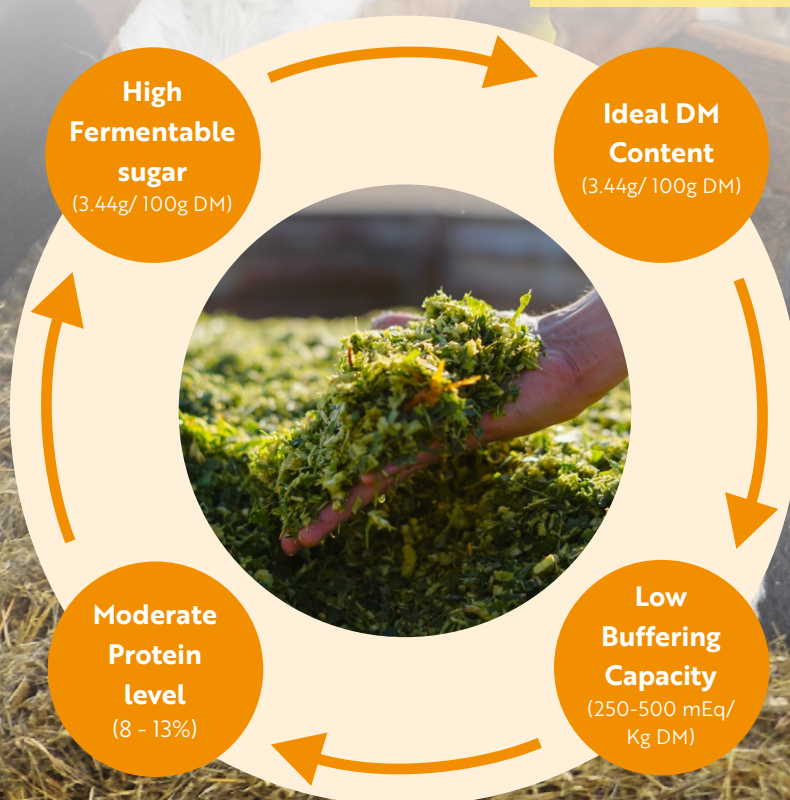 High
Fermentable
sugar
(3.44g/ 100g DM)
Ideal DM
Content
(3.44g/ 100g DM)
Low
Buffering
Capacity
(250-500 mEq/
Kg DM)
Moderate
Protein
level
(8 - 13%)